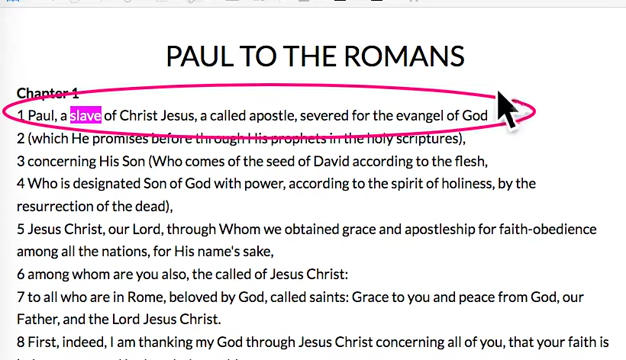 PAUL TO THE ROMANS
Chapter 1
1 Paul, a slave of Christ Jesus, a called apostle, severed for the evangel of God
2 (which He promises before through His prophets in the holy scriptures),
3 concerning His Son (Who comes of the seed of David according to the flesh,
4 Who is designated Son of God with power, according to the spirit of holiness, by the
resurrection of the dead),
5 Jesus Christ, our Lord, through Whom we obtained grace and apostleship for faith-obedience
among all the nations, for His name's sake,
6 among whom are you also, the called of Jesus Christ:
7 to all who are in Rome, beloved by God, called saints: Grace to you and peace from God, our
Father, and the Lord Jesus Christ.
8 First, indeed, I am thanking my God through Jesus Christ concerning all of you, that your faith is